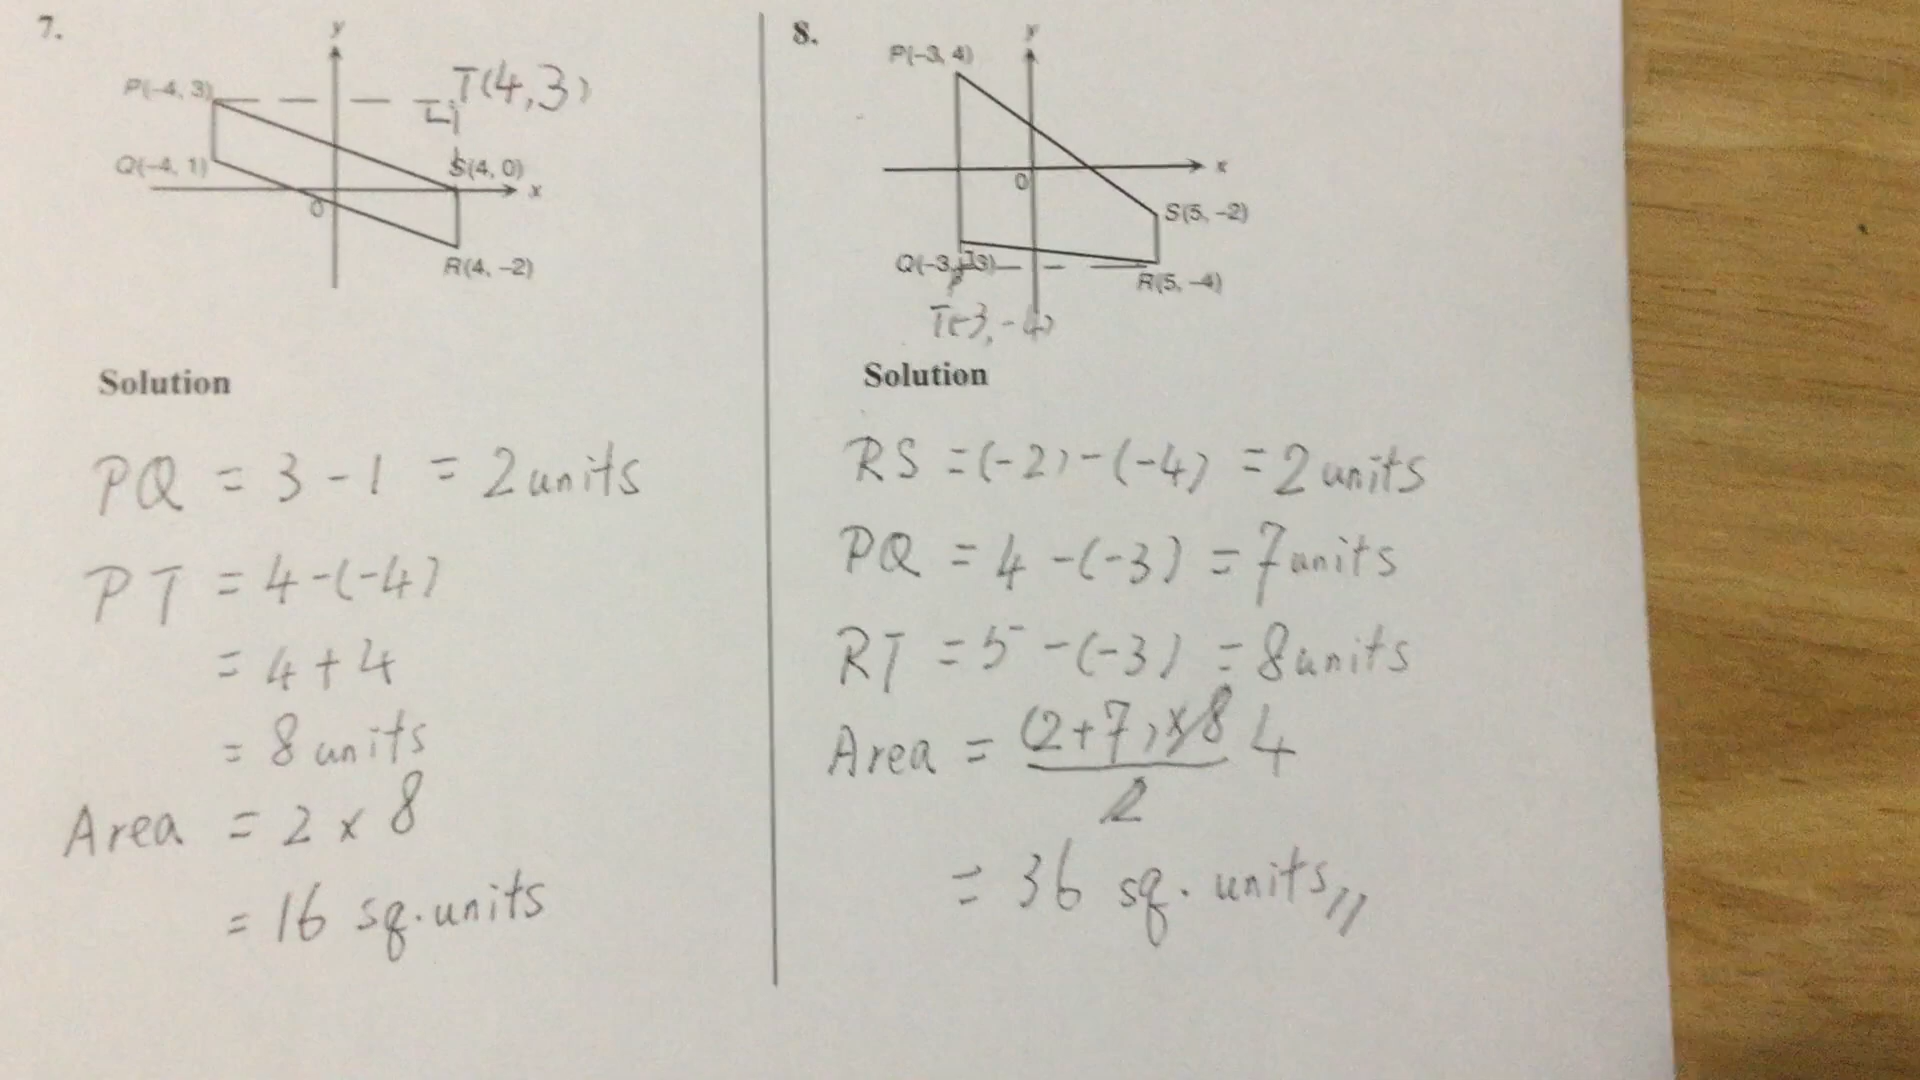 7.
y
P(-4, 3)
T(4,3)
Q(-4, 1)
S(4, 0)
x
0
R(4, -2)
Solution
PQ = 3 - 1 = 2 units
PT = 4 -(-4)
= 4 + 4
= 8 units
Area = 2 × 8
= 16 sq. units
8.
y
P(-3, 4)
x
0
S(5, -2)
Q(-3, -3)
R(5, -4)
T(-3, -4)
Solution
RS = (-2) - (-4) = 2 units
PQ = 4 -(-3) = 7 units
RT = 5 -(-3) = 8 units
Area = (2+7)×8 4
2
= 36 sq. units,,